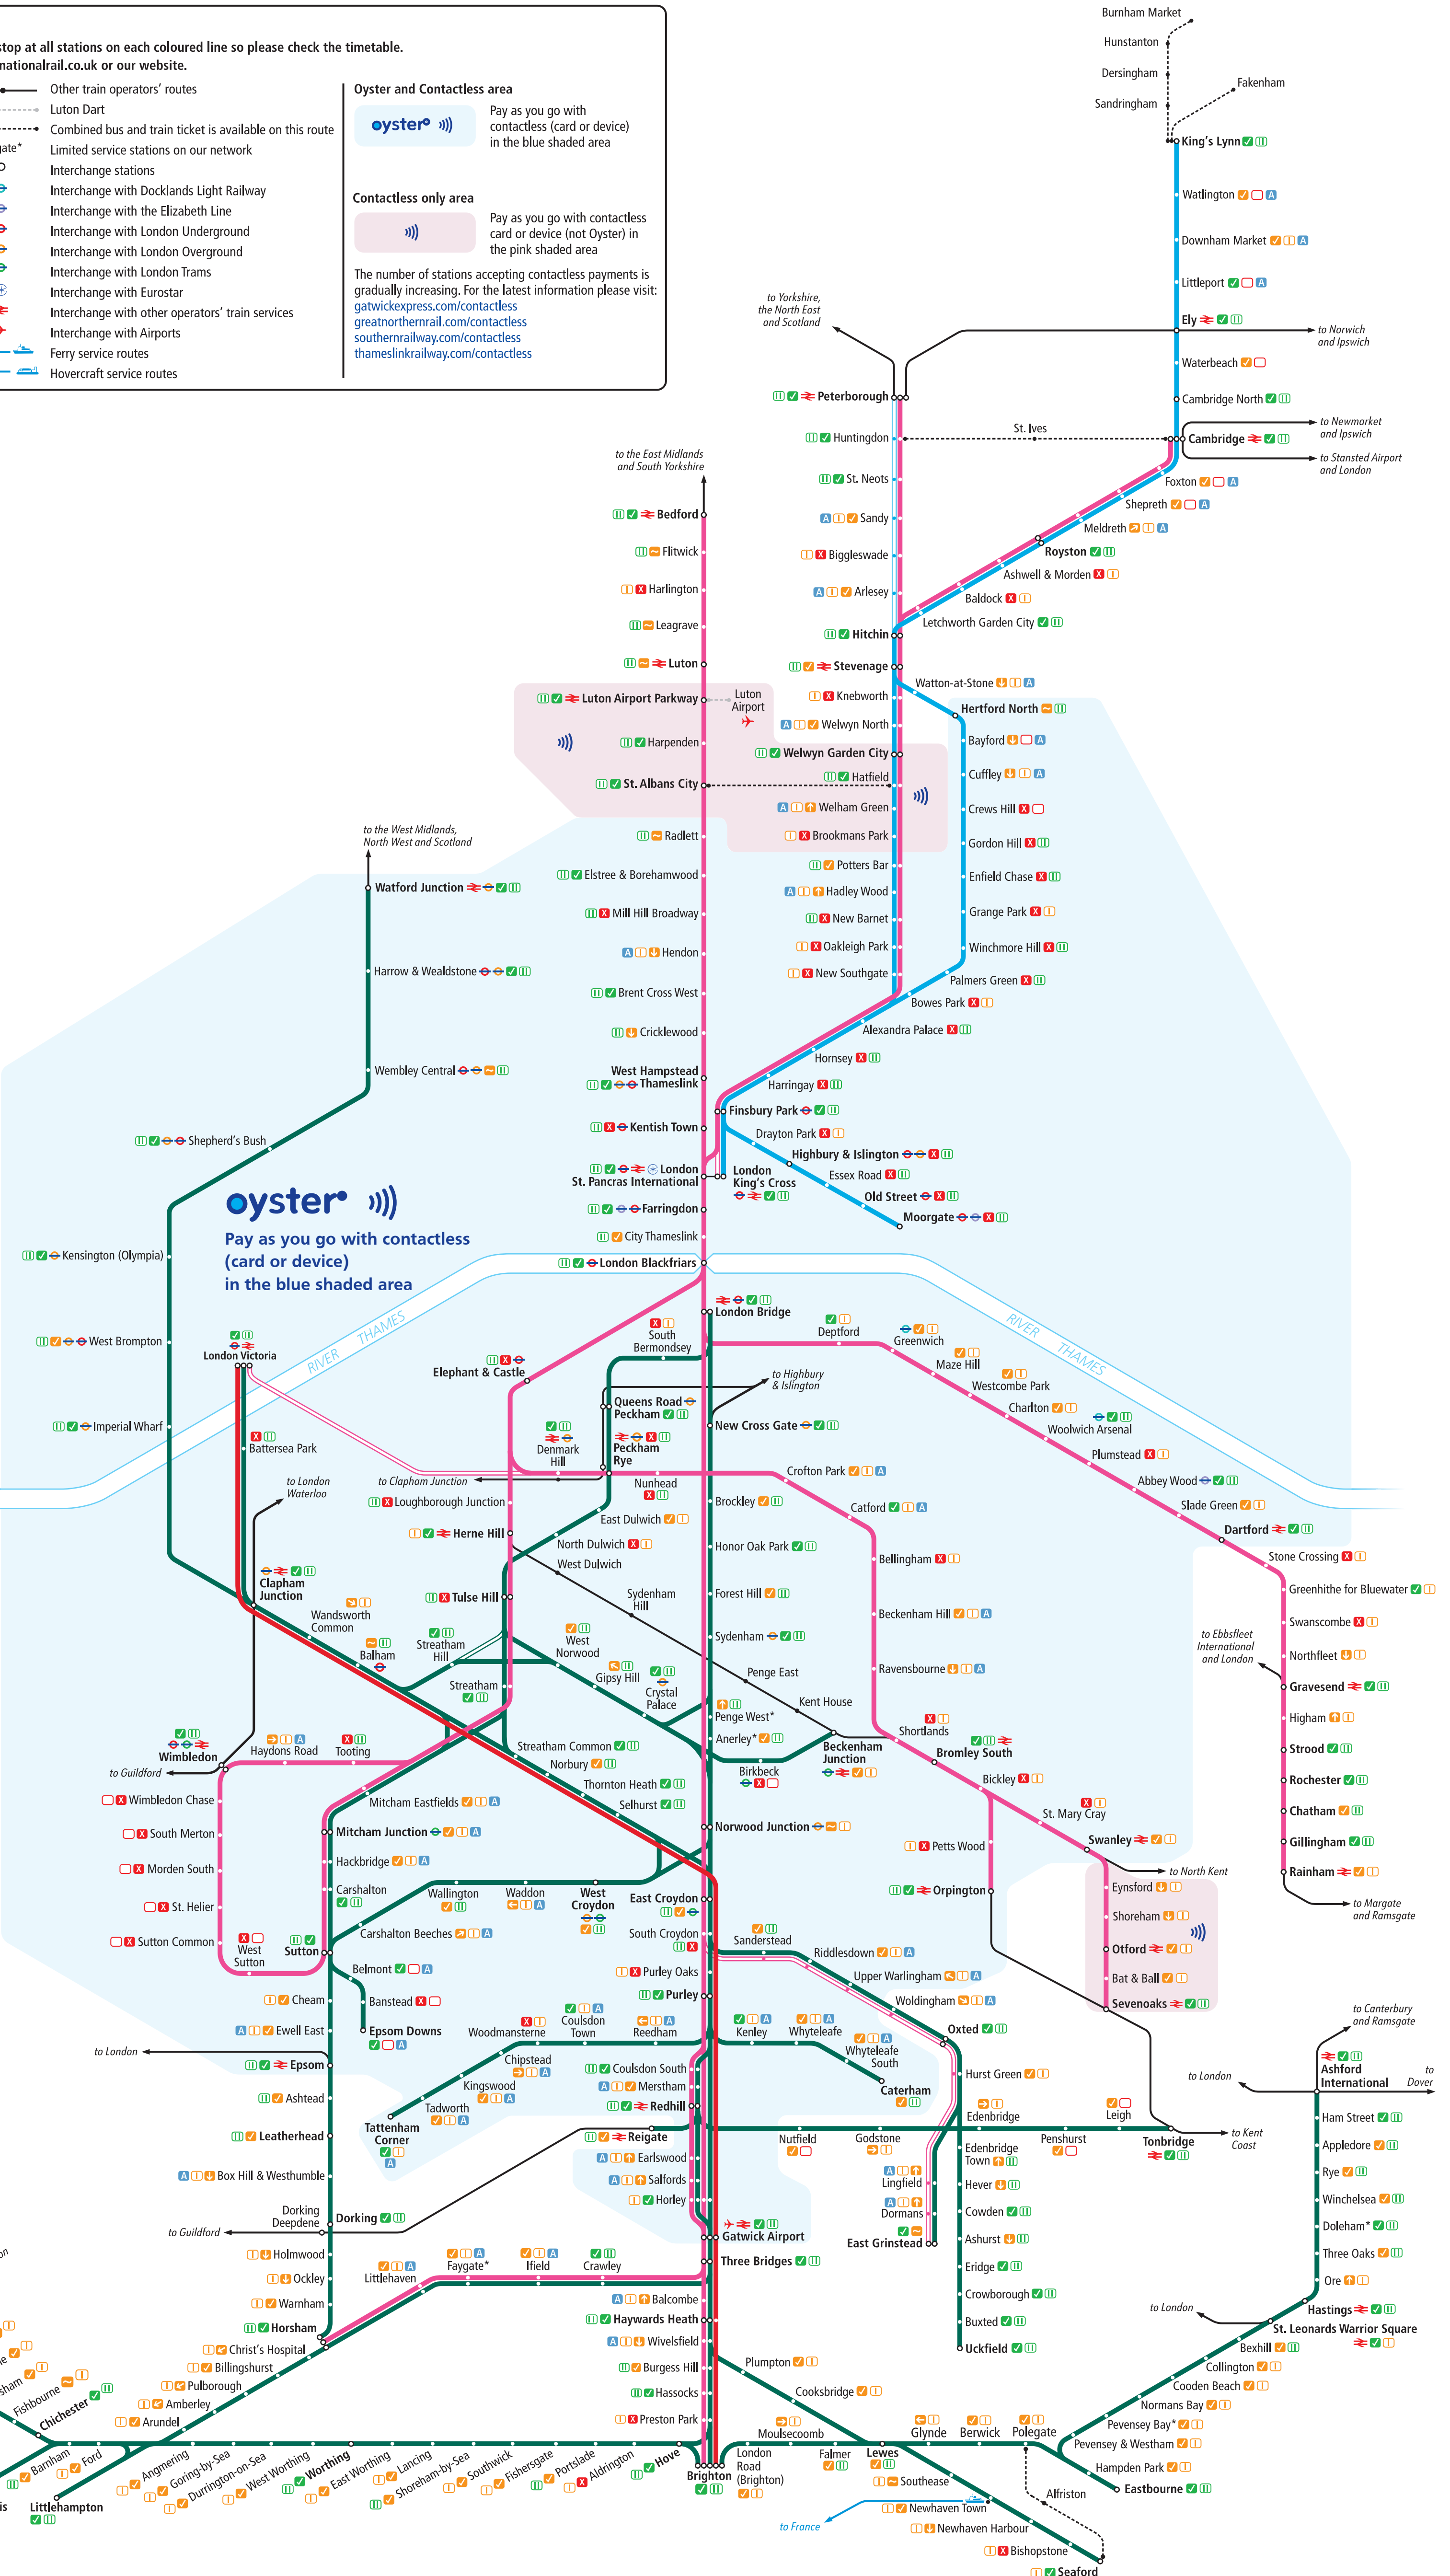 stop at all stations on each coloured line so please check the timetable.
nationalrail.co.uk or our website.
Other train operators' routes
Luton Dart
Combined bus and train ticket is available on this route
gate*
Limited service stations on our network
Interchange stations
Interchange with Docklands Light Railway
Interchange with the Elizabeth Line
Interchange with London Underground
Interchange with London Overground
Interchange with London Trams
Interchange with Eurostar
Interchange with other operators' train services
Interchange with Airports
Ferry service routes
Hovercraft service routes
Oyster and Contactless area
oyster
Pay as you go with
contactless (card or device)
in the blue shaded area
Contactless only area
Pay as you go with contactless
card or device (not Oyster) in
the pink shaded area
The number of stations accepting contactless payments is
gradually increasing. For the latest information please visit:
gatwickexpress.com/contactless
greatnorthernrail.com/contactless
southernrailway.com/contactless
thameslinkrailway.com/contactless
Burnham Market
Hunstanton
Dersingham
Sandringham
Fakenham
King's Lynn
Watlington
Downham Market
Littleport
Ely
to Norwich
and Ipswich
Waterbeach
Cambridge North
Cambridge
to Newmarket
and Ipswich
to Stansted Airport
and London
Foxton
Shepreth
Meldreth
Royston
Ashwell & Morden
Baldock
Letchworth Garden City
to Yorkshire,
the North East
and Scotland
Peterborough
Huntingdon
St. Ives
St. Neots
Sandy
Biggleswade
Arlesey
Hitchin
Stevenage
Knebworth
Welwyn North
Welwyn Garden City
Hatfield
Welham Green
Brookmans Park
Potters Bar
Hadley Wood
New Barnet
Oakleigh Park
New Southgate
Watton-at-Stone
Hertford North
Bayford
Cuffley
Crews Hill
Gordon Hill
Enfield Chase
Grange Park
Winchmore Hill
Palmers Green
Bowes Park
Alexandra Palace
Hornsey
Harringay
Finsbury Park
Drayton Park
Highbury & Islington
Essex Road
Old Street
Moorgate
London
King's Cross
to the East Midlands
and South Yorkshire
Bedford
Flitwick
Harlington
Leagrave
Luton
Luton Airport Parkway
Luton
Airport
Harpenden
St. Albans City
Radlett
Elstree & Borehamwood
Mill Hill Broadway
Hendon
Brent Cross West
Cricklewood
West Hampstead
Thameslink
Kentish Town
London
St. Pancras International
Farringdon
City Thameslink
London Blackfriars
to the West Midlands,
North West and Scotland
Watford Junction
Harrow & Wealdstone
Wembley Central
Shepherd's Bush
Kensington (Olympia)
West Brompton
Imperial Wharf
oyster
Pay as you go with contactless
(card or device)
in the blue shaded area
RIVER THAMES
RIVER THAMES
London Victoria
Battersea Park
to London
Waterloo
Clapham
Junction
Wandsworth
Common
Balham
Streatham
Hill
Streatham
London Bridge
South
Bermondsey
Elephant & Castle
Queens Road
Peckham
to Highbury
& Islington
Peckham
Rye
Denmark
Hill
to Clapham Junction
Nunhead
New Cross Gate
Deptford
Greenwich
Maze Hill
Westcombe Park
Charlton
Woolwich Arsenal
Plumstead
Abbey Wood
Slade Green
Dartford
Stone Crossing
Greenhithe for Bluewater
Swanscombe
Northfleet
to Ebbsfleet
International
and London
Gravesend
Higham
Strood
Rochester
Chatham
Gillingham
Rainham
to Margate
and Ramsgate
Crofton Park
Catford
Bellingham
Beckenham Hill
Ravensbourne
Shortlands
Bromley South
Bickley
St. Mary Cray
Swanley
to North Kent
Petts Wood
Orpington
Eynsford
Shoreham
Otford
Bat & Ball
Sevenoaks
Loughborough Junction
Herne Hill
East Dulwich
North Dulwich
West Dulwich
Sydenham
Hill
Tulse Hill
West
Norwood
Gipsy Hill
Crystal
Palace
Brockley
Honor Oak Park
Forest Hill
Sydenham
Penge East
Kent House
Penge West*
Anerley*
Birkbeck
Beckenham
Junction
Streatham Common
Norbury
Thornton Heath
Selhurst
Norwood Junction
Wimbledon
to Guildford
Haydons Road
Tooting
Wimbledon Chase
South Merton
Morden South
St. Helier
Sutton Common
West
Sutton
Sutton
Mitcham Eastfields
Mitcham Junction
Hackbridge
Carshalton
Wallington
Waddon
West
Croydon
Carshalton Beeches
Belmont
Banstead
Epsom Downs
Cheam
Ewell East
to London
Epsom
Ashtead
Leatherhead
Box Hill & Westhumble
Dorking
Deepdene
Dorking
to Guildford
Holmwood
Ockley
Warnham
Horsham
Christ's Hospital
Billingshurst
Pulborough
Amberley
Arundel
East Croydon
South Croydon
Purley Oaks
Purley
Sanderstead
Riddlesdown
Upper Warlingham
Woldingham
Oxted
Woodmansterne
Coulsdon
Town
Reedham
Chipstead
Kingswood
Tadworth
Tattenham
Corner
Kenley
Whyteleafe
Whyteleafe
South
Caterham
Coulsdon South
Merstham
Redhill
Reigate
Earlswood
Salfords
Horley
Gatwick Airport
Three Bridges
Nutfield
Godstone
Edenbridge
Penshurst
Leigh
Tonbridge
to Kent
Coast
to London
Hurst Green
Edenbridge
Town
Hever
Cowden
Ashurst
Eridge
Crowborough
Buxted
Uckfield
Lingfield
Dormans
East Grinstead
Littlehaven
Faygate*
Ifield
Crawley
Balcombe
Haywards Heath
Wivelsfield
Burgess Hill
Hassocks
Preston Park
Brighton
Plumpton
Cooksbridge
to Canterbury
and Ramsgate
Ashford
International
to
Dover
Ham Street
Appledore
Rye
Winchelsea
Doleham*
Three Oaks
Ore
Hastings
to London
St. Leonards Warrior Square
Bexhill
Collington
Cooden Beach
Normans Bay
Pevensey Bay*
Pevensey & Westham
Hampden Park
Eastbourne
London
Road
(Brighton)
Moulsecoomb
Falmer
Lewes
Glynde
Berwick
Polegate
Alfriston
Southease
Newhaven Town
to France
Newhaven Harbour
Bishopstone
Seaford
sham
Fishbourne
Chichester
Barnham
Ford
Littlehampton
Angmering
Goring-by-Sea
Durrington-on-Sea
West Worthing
Worthing
East Worthing
Lancing
Shoreham-by-Sea
Southwick
Fishersgate
Portslade
Aldrington
Hove